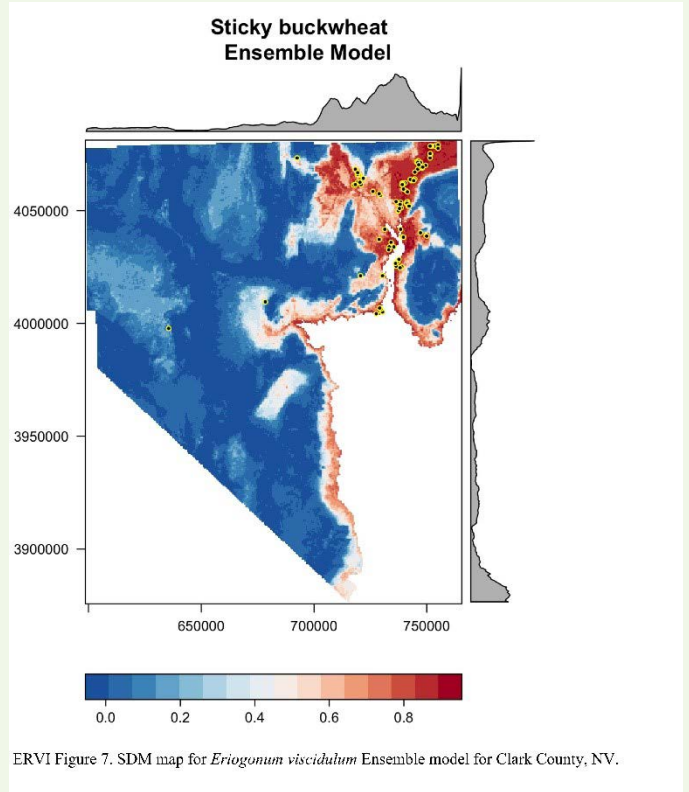 Sticky buckwheat
Ensemble Model
4050000
4000000
3950000
3900000
650000 700000 750000
0.0 0.2 0.4 0.6 0.8
ERVI Figure 7. SDM map for Eriogonum viscidulum Ensemble model for Clark County, NV.